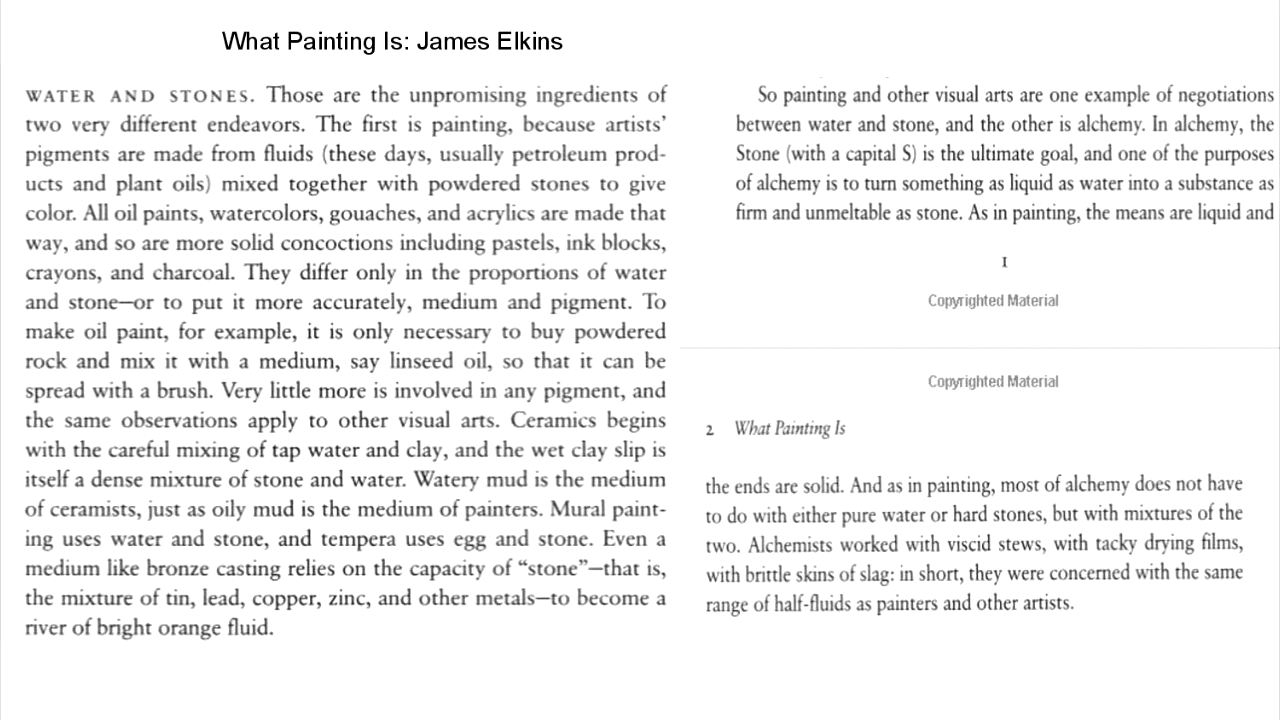 What Painting Is: James Elkins
WATER AND STONES. Those are the unpromising ingredients of
two very different endeavors. The first is painting, because artists’
pigments are made from fluids (these days, usually petroleum prod-
ucts and plant oils) mixed together with powdered stones to give
color. All oil paints, watercolors, gouaches, and acrylics are made that
way, and so are more solid concoctions including pastels, ink blocks,
crayons, and charcoal. They differ only in the proportions of water
and stone—or to put it more accurately, medium and pigment. To
make oil paint, for example, it is only necessary to buy powdered
rock and mix it with a medium, say linseed oil, so that it can be
spread with a brush. Very little more is involved in any pigment, and
the same observations apply to other visual arts. Ceramics begins
with the careful mixing of tap water and clay, and the wet clay slip is
itself a dense mixture of stone and water. Watery mud is the medium
of ceramists, just as oily mud is the medium of painters. Mural paint-
ing uses water and stone, and tempera uses egg and stone. Even a
medium like bronze casting relies on the capacity of “stone”—that is,
the mixture of tin, lead, copper, zinc, and other metals—to become a
river of bright orange fluid.
So painting and other visual arts are one example of negotiations
between water and stone, and the other is alchemy. In alchemy, the
Stone (with a capital S) is the ultimate goal, and one of the purposes
of alchemy is to turn something as liquid as water into a substance as
firm and unmeltable as stone. As in painting, the means are liquid and
1
Copyrighted Material
Copyrighted Material
2 What Painting Is
the ends are solid. And as in painting, most of alchemy does not have
to do with either pure water or hard stones, but with mixtures of the
two. Alchemists worked with viscid stews, with tacky drying films,
with brittle skins of slag: in short, they were concerned with the same
range of half-fluids as painters and other artists.